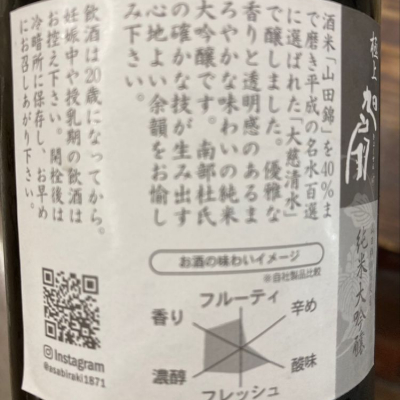 極上
純米大吟醸
酒米「山田錦」を40%ま
で磨き平成の名水百選
に選ばれた「大慈清水」
で醸しました。優雅な
香りと透明感のあるま
ろやかな味わいの純米
大吟醸です。南部杜氏
の確かな技が生み出す
心地よい余韻をお愉し
み下さい。
飲酒は20歳になってから。
妊娠中や授乳期の飲酒は
お控え下さい。開栓後は
冷暗所に保存し、お早め
にお召しあがり下さい。
お酒の味わいイメージ
※自社製品比較
フルーティ
香り
辛め
濃醇
酸味
フレッシュ
Instagram
@asabiraki1871